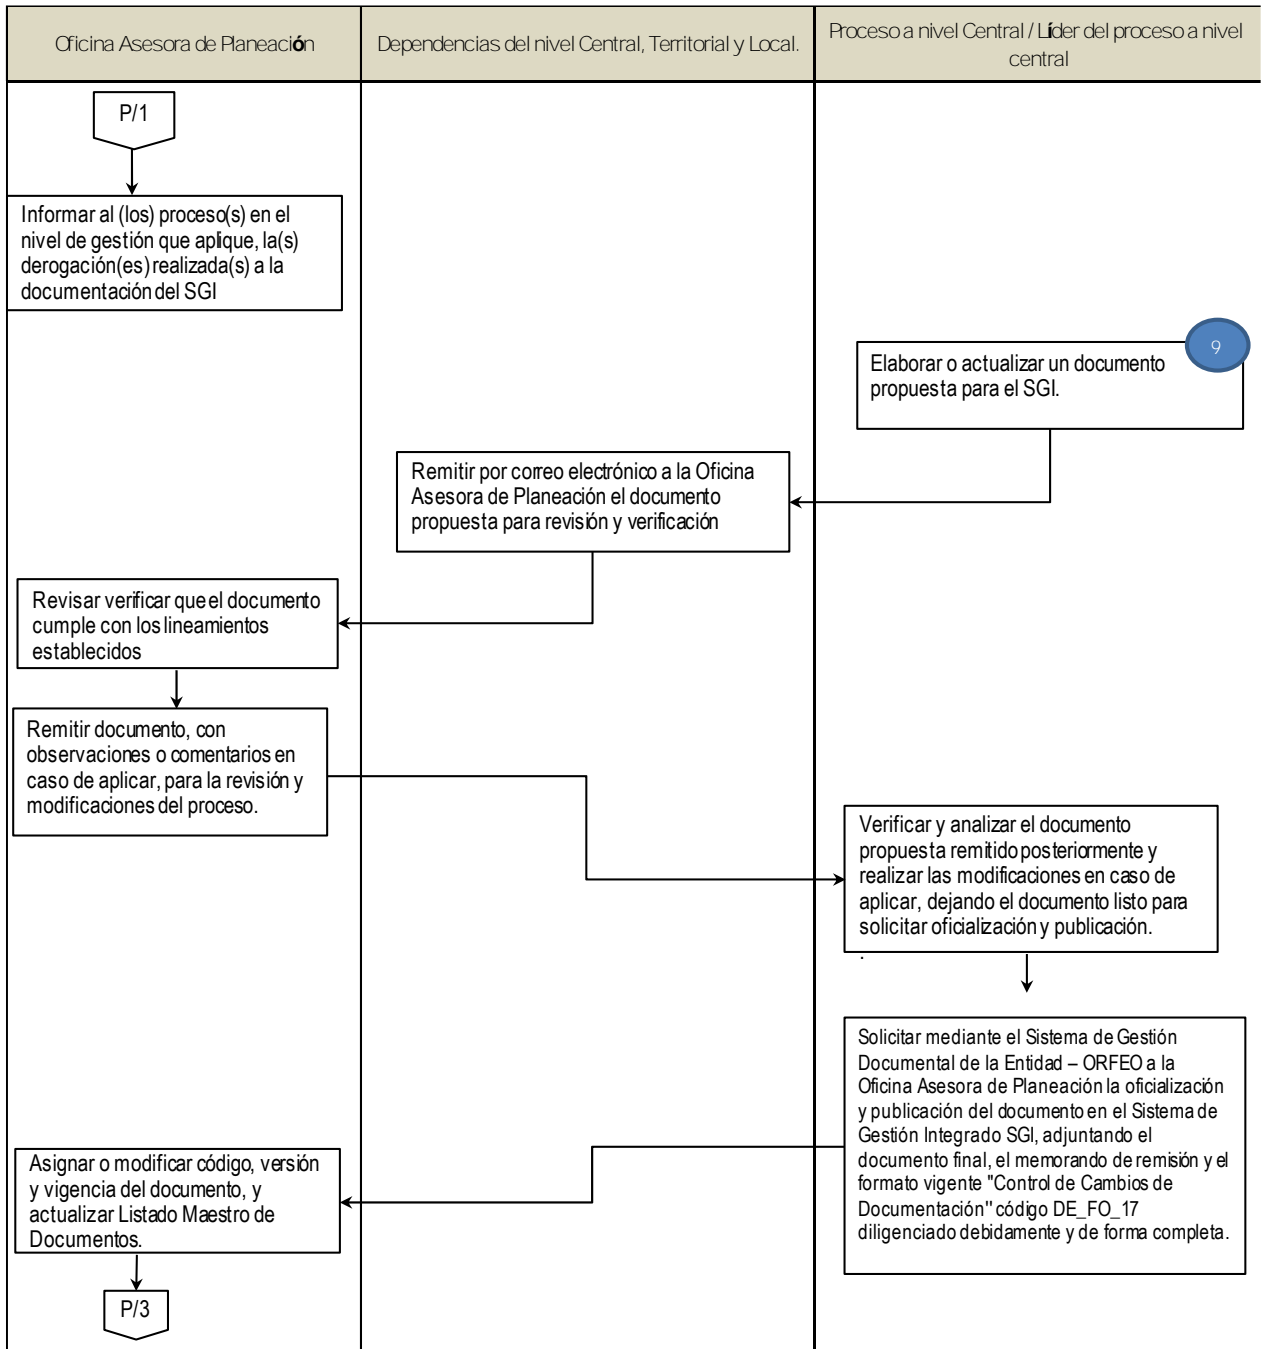 Oficina Asesora de Planeación
Dependencias del nivel Central, Territorial y Local.
Proceso a nivel Central / Líder del proceso a nivel
central
P/1
Informar al (los) proceso(s) en el
nivel de gestión que aplique, la(s)
derogación(es) realizada(s) a la
documentación del SGI
9
Elaborar o actualizar un documento
propuesta para el SGI.
Remitir por correo electrónico a la Oficina
Asesora de Planeación el documento
propuesta para revisión y verificación
Revisar verificar que el documento
cumple con los lineamientos
establecidos
Remitir documento, con
observaciones o comentarios en
caso de aplicar, para la revisión y
modificaciones del proceso.
Verificar y analizar el documento
propuesta remitido posteriormente y
realizar las modificaciones en caso de
aplicar, dejando el documento listo para
solicitar oficialización y publicación.
.
Solicitar mediante el Sistema de Gestión
Documental de la Entidad – ORFEO a la
Oficina Asesora de Planeación la oficialización
y publicación del documento en el Sistema de
Gestión Integrado SGI, adjuntando el
documento final, el memorando de remisión y el
formato vigente "Control de Cambios de
Documentación" código DE_FO_17
diligenciado debidamente y de forma completa.
Asignar o modificar código, versión
y vigencia del documento, y
actualizar Listado Maestro de
Documentos.
P/3